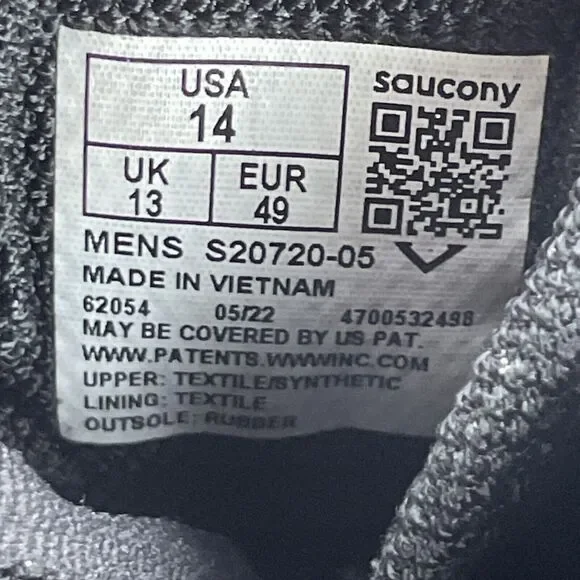 USA
14
UK
13
EUR
49
saucony
MENS S20720-05
MADE IN VIETNAM
62054 05/22 4700532498
MAY BE COVERED BY US PAT.
WWW.PATENTS.WWWINC.COM
UPPER: TEXTILE/SYNTHETIC
LINING: TEXTILE
OUTSOLE: RUBBER